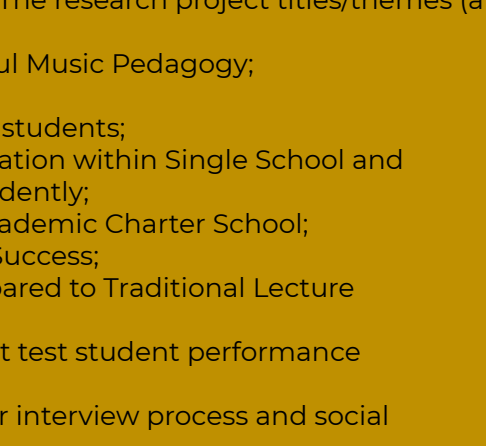 The research project titles/themes (a
ul Music Pedagogy;
students;
ation within Single School and
dently;
ademic Charter School;
Success;
ared to Traditional Lecture
t test student performance
r interview process and social